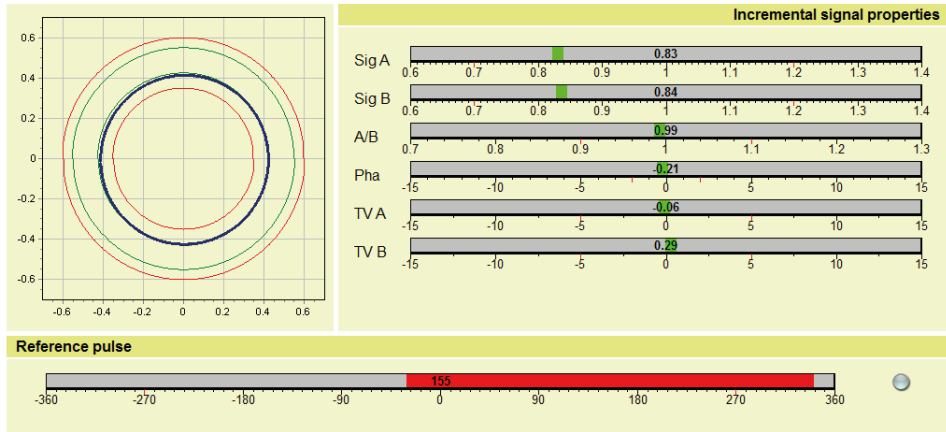 Incremental signal properties
0.6
0.4
0.2
0
-0.2
-0.4
-0.6
-0.6 -0.4 -0.2 0 0.2 0.4 0.6
Sig A 0.83
0.6 0.7 0.8 0.9 1 1.1 1.2 1.3 1.4
Sig B 0.84
0.6 0.7 0.8 0.9 1 1.1 1.2 1.3 1.4
A/B 0.99
0.7 0.8 0.9 1 1.1 1.2 1.3
Pha -0.21
-15 -10 -5 0 5 10 15
TV A -0.06
-15 -10 -5 0 5 10 15
TV B 0.29
-15 -10 -5 0 5 10 15
Reference pulse
155
-360 -270 -180 -90 0 90 180 270 360